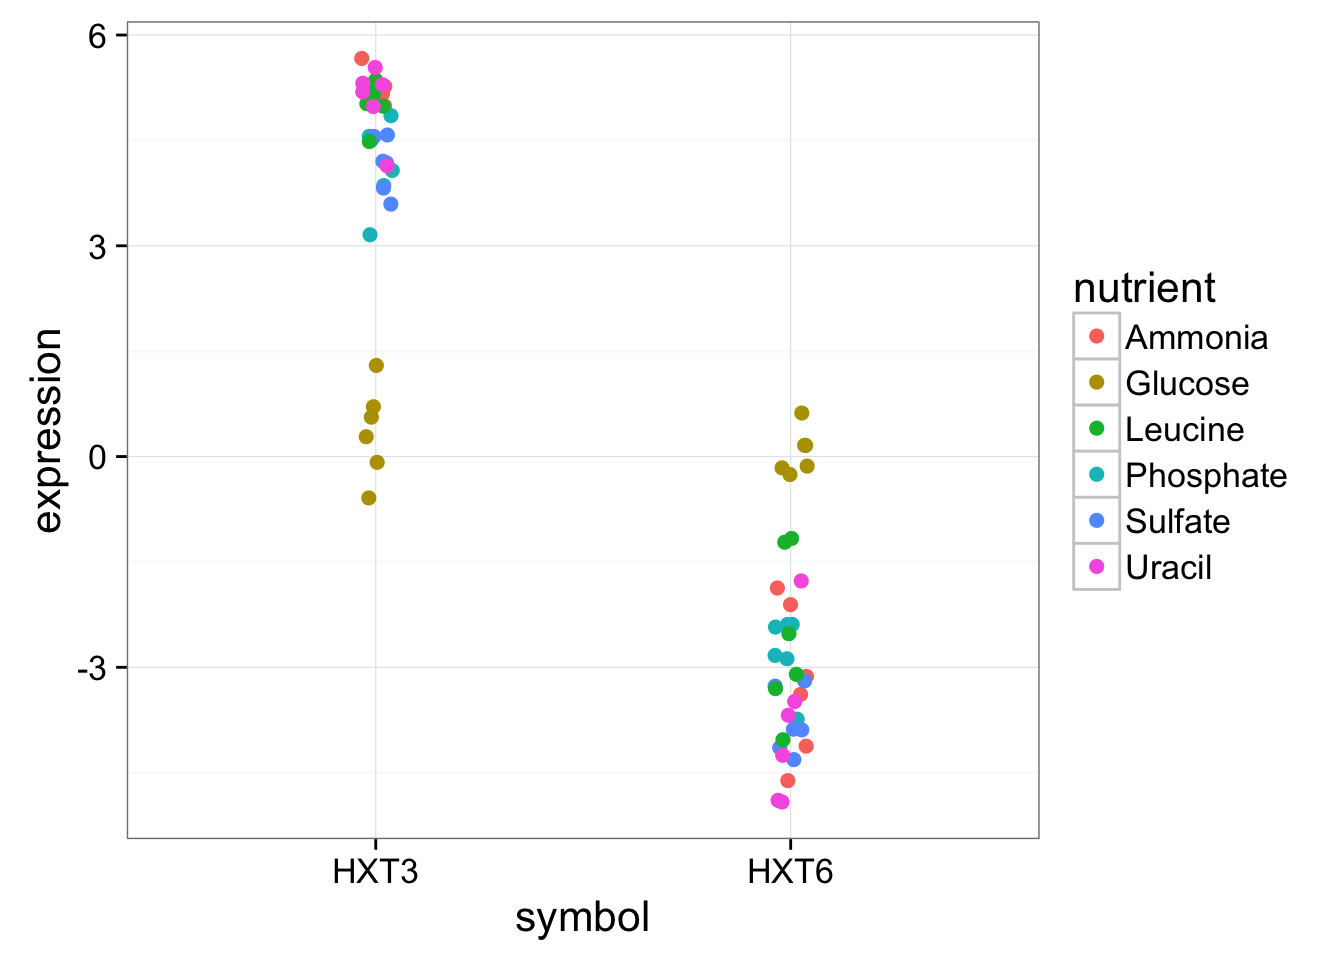 6
3
0
-3
expression
HXT3
HXT6
symbol
nutrient
Ammonia
Glucose
Leucine
Phosphate
Sulfate
Uracil